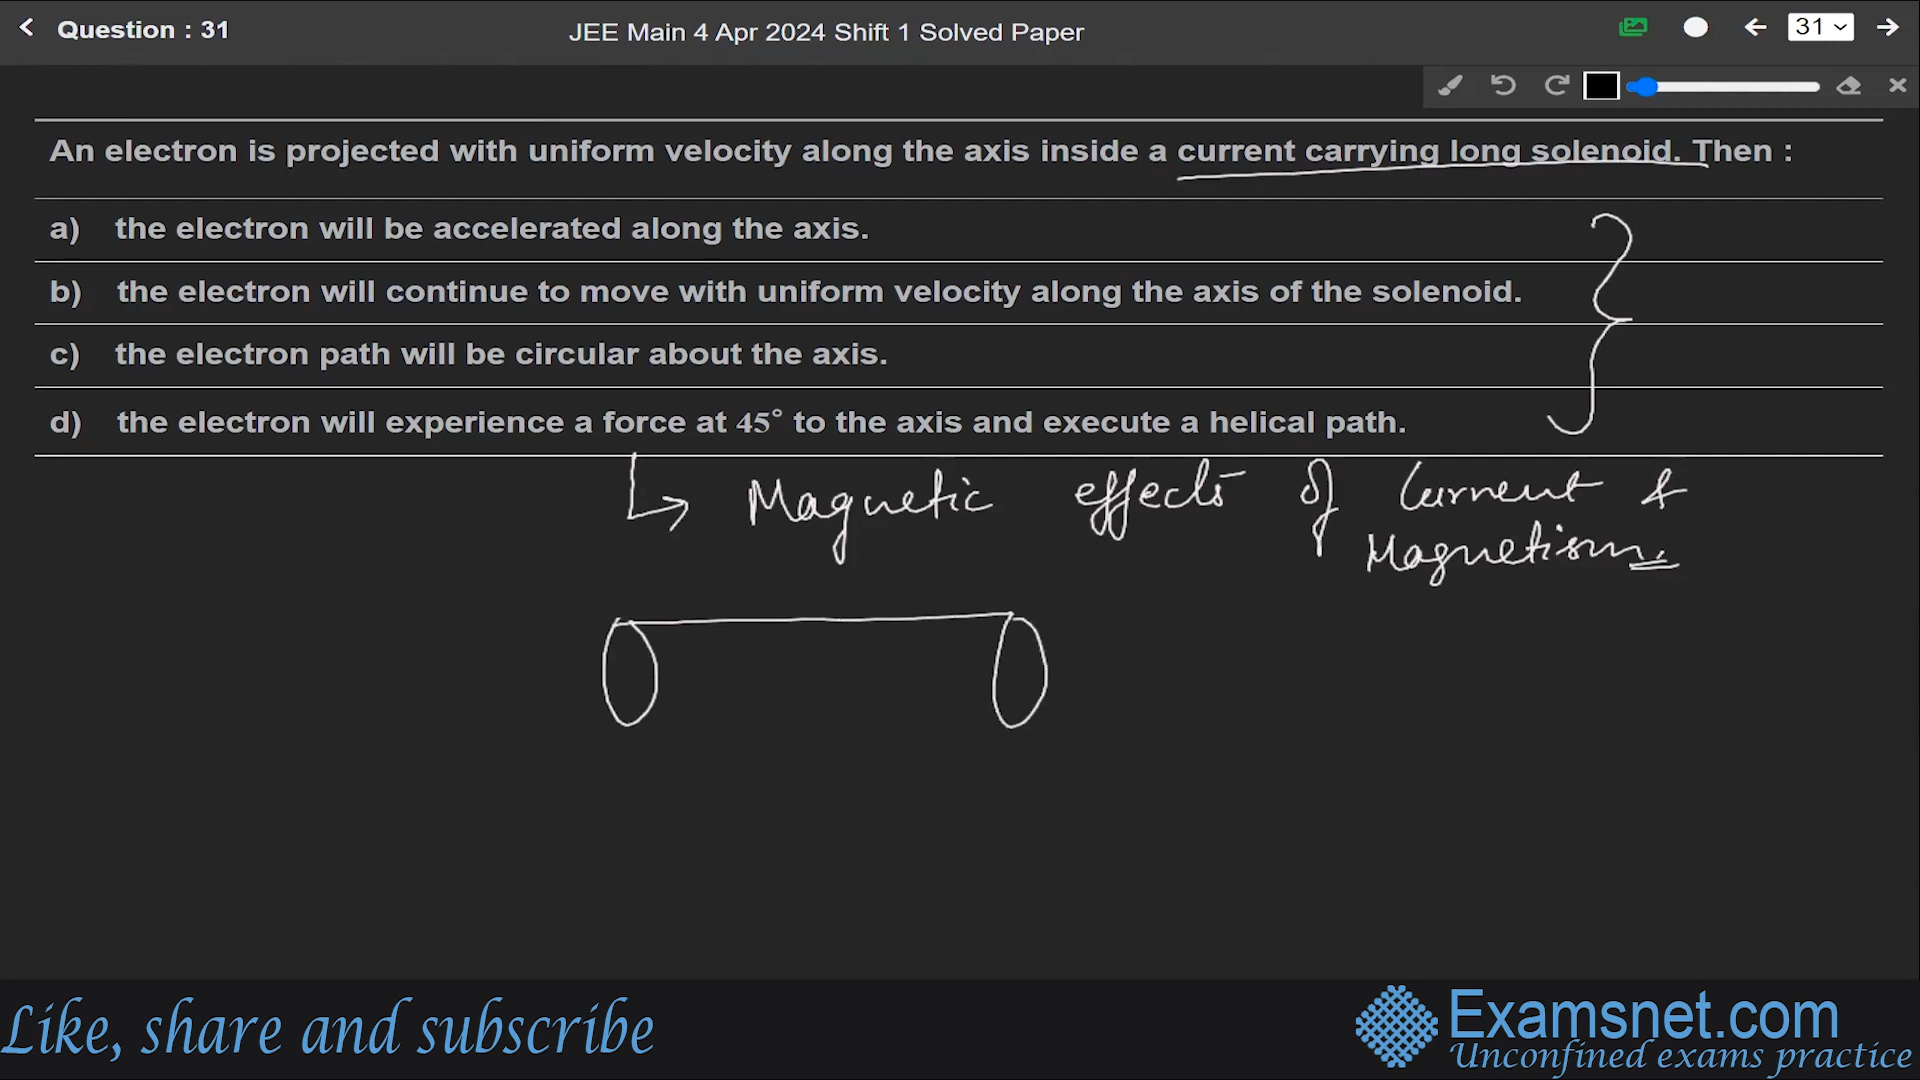 Question : 31
JEE Main 4 Apr 2024 Shift 1 Solved Paper
31
An electron is projected with uniform velocity along the axis inside a current carrying long solenoid. Then :
a) the electron will be accelerated along the axis.
b) the electron will continue to move with uniform velocity along the axis of the solenoid.
c) the electron path will be circular about the axis.
d) the electron will experience a force at 45° to the axis and execute a helical path.
Magnetic effects of Current &
Magnetism
Like, share and subscribe
Examsnet.com
Unconfined exams practice